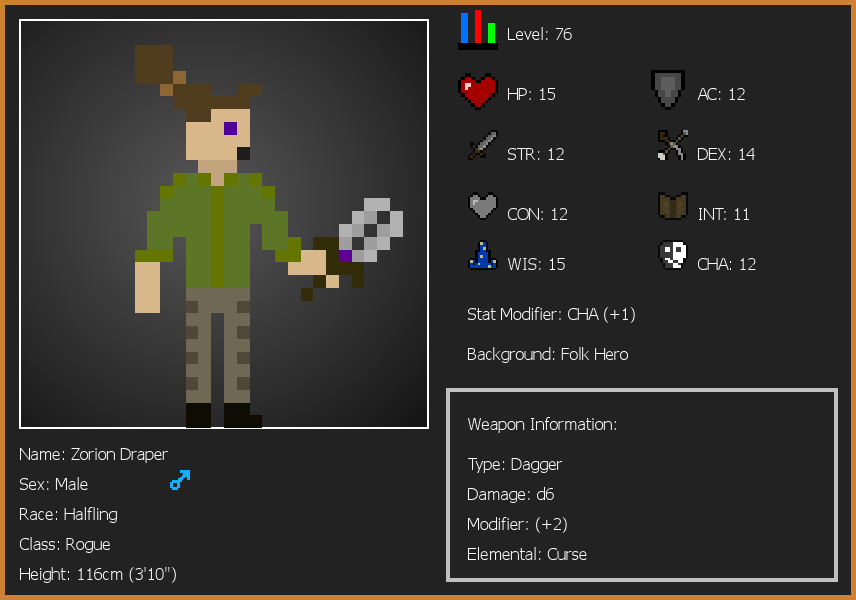 Level: 76
HP: 15
AC: 12
STR: 12
DEX: 14
CON: 12
INT: 11
WIS: 15
CHA: 12
Stat Modifier: CHA (+1)
Background: Folk Hero
Weapon Information:
Type: Dagger
Damage: d6
Modifier: (+2)
Elemental: Curse
Name: Zorion Draper
Sex: Male
Race: Halfling
Class: Rogue
Height: 116cm (3'10")